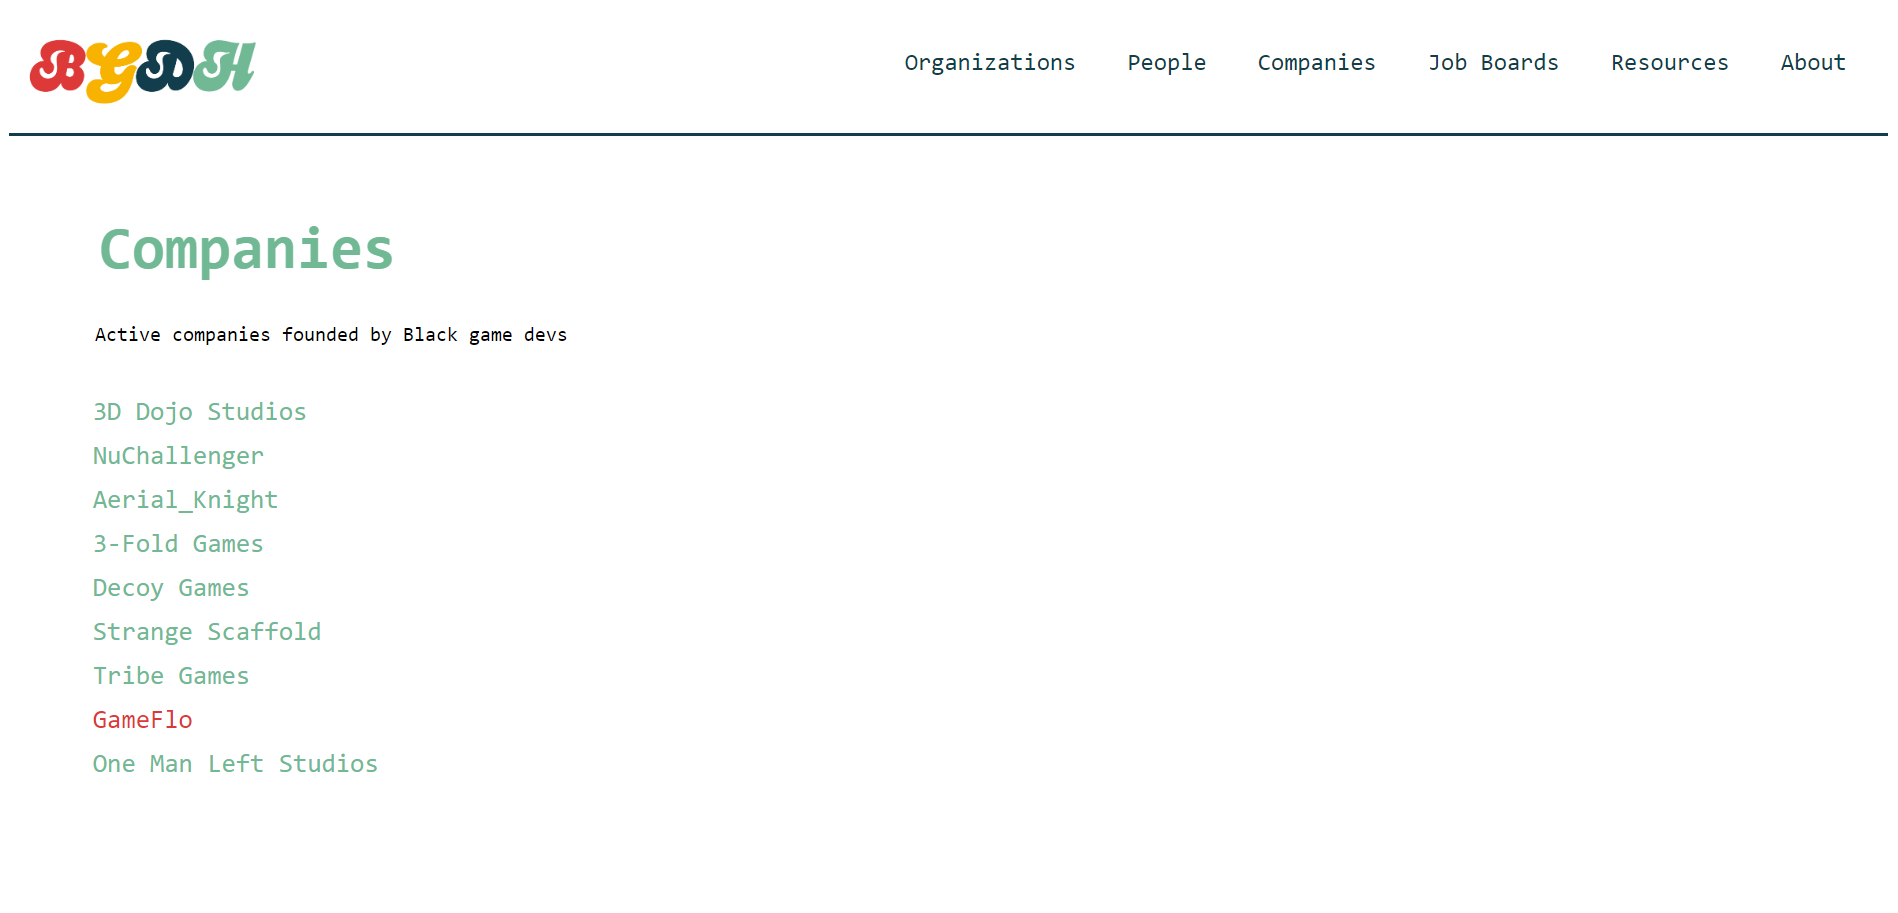 BGDH
Organizations People Companies Job Boards Resources About
Companies
Active companies founded by Black game devs
3D Dojo Studios
NuChallenger
Aerial_Knight
3-Fold Games
Decoy Games
Strange Scaffold
Tribe Games
GameFlo
One Man Left Studios